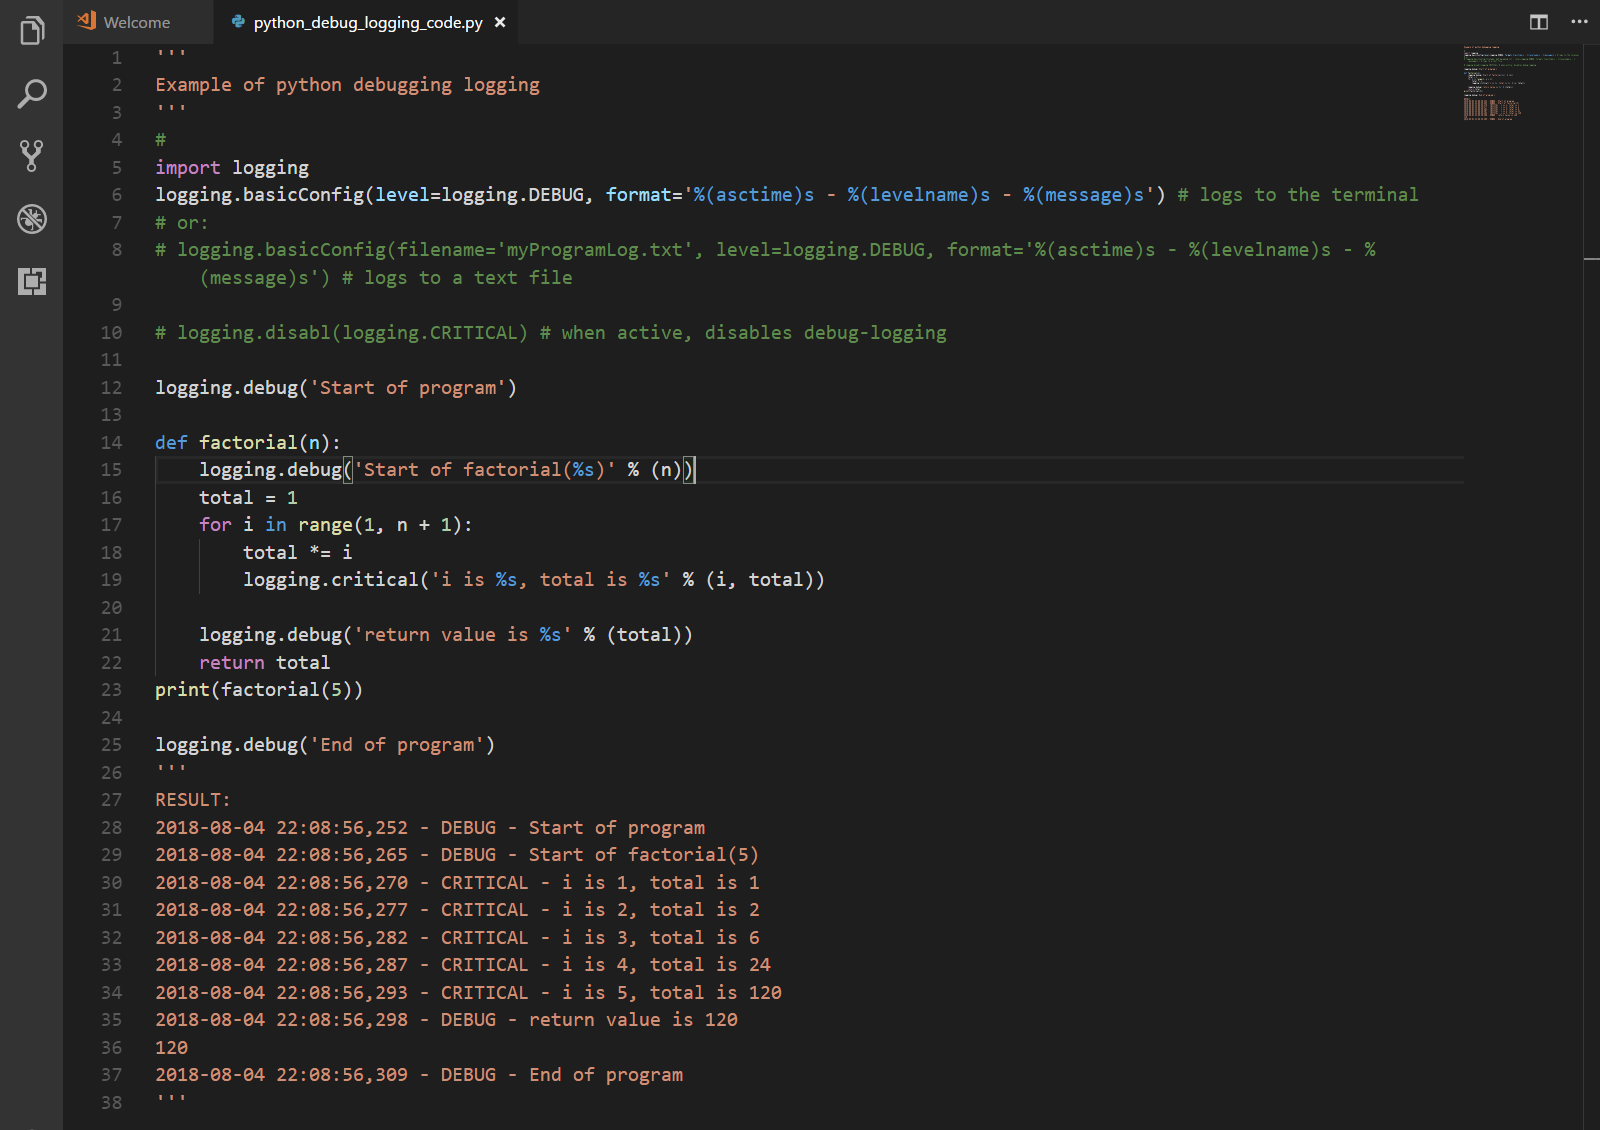 Welcome python_debug_logging_code.py
1 '''
2 Example of python debugging logging
3 '''
4 #
5 import logging
6 logging.basicConfig(level=logging.DEBUG, format='%(asctime)s - %(levelname)s - %(message)s') # logs to the terminal
7 # or:
8 # logging.basicConfig(filename='myProgramLog.txt', level=logging.DEBUG, format='%(asctime)s - %(levelname)s - %
(message)s') # logs to a text file
9
10 # logging.disabl(logging.CRITICAL) # when active, disables debug-logging
11
12 logging.debug('Start of program')
13
14 def factorial(n):
15     logging.debug('Start of factorial(%s)' % (n))
16     total = 1
17     for i in range(1, n + 1):
18         total *= i
19         logging.critical('i is %s, total is %s' % (i, total))
20
21     logging.debug('return value is %s' % (total))
22     return total
23 print(factorial(5))
24
25 logging.debug('End of program')
26 '''
27 RESULT:
28 2018-08-04 22:08:56,252 - DEBUG - Start of program
29 2018-08-04 22:08:56,265 - DEBUG - Start of factorial(5)
30 2018-08-04 22:08:56,270 - CRITICAL - i is 1, total is 1
31 2018-08-04 22:08:56,277 - CRITICAL - i is 2, total is 2
32 2018-08-04 22:08:56,282 - CRITICAL - i is 3, total is 6
33 2018-08-04 22:08:56,287 - CRITICAL - i is 4, total is 24
34 2018-08-04 22:08:56,293 - CRITICAL - i is 5, total is 120
35 2018-08-04 22:08:56,298 - DEBUG - return value is 120
36 120
37 2018-08-04 22:08:56,309 - DEBUG - End of program
38 '''